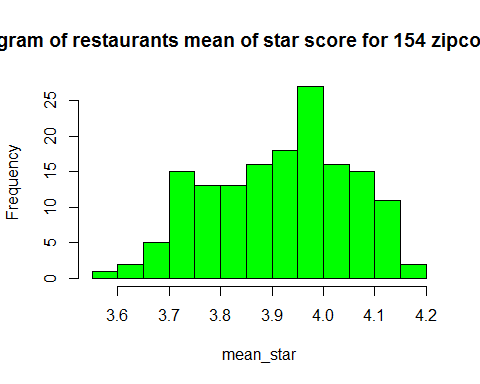 gram of restaurants mean of star score for 154 zipco
25
20
15
10
5
0
Frequency
3.6 3.7 3.8 3.9 4.0 4.1 4.2
mean_star